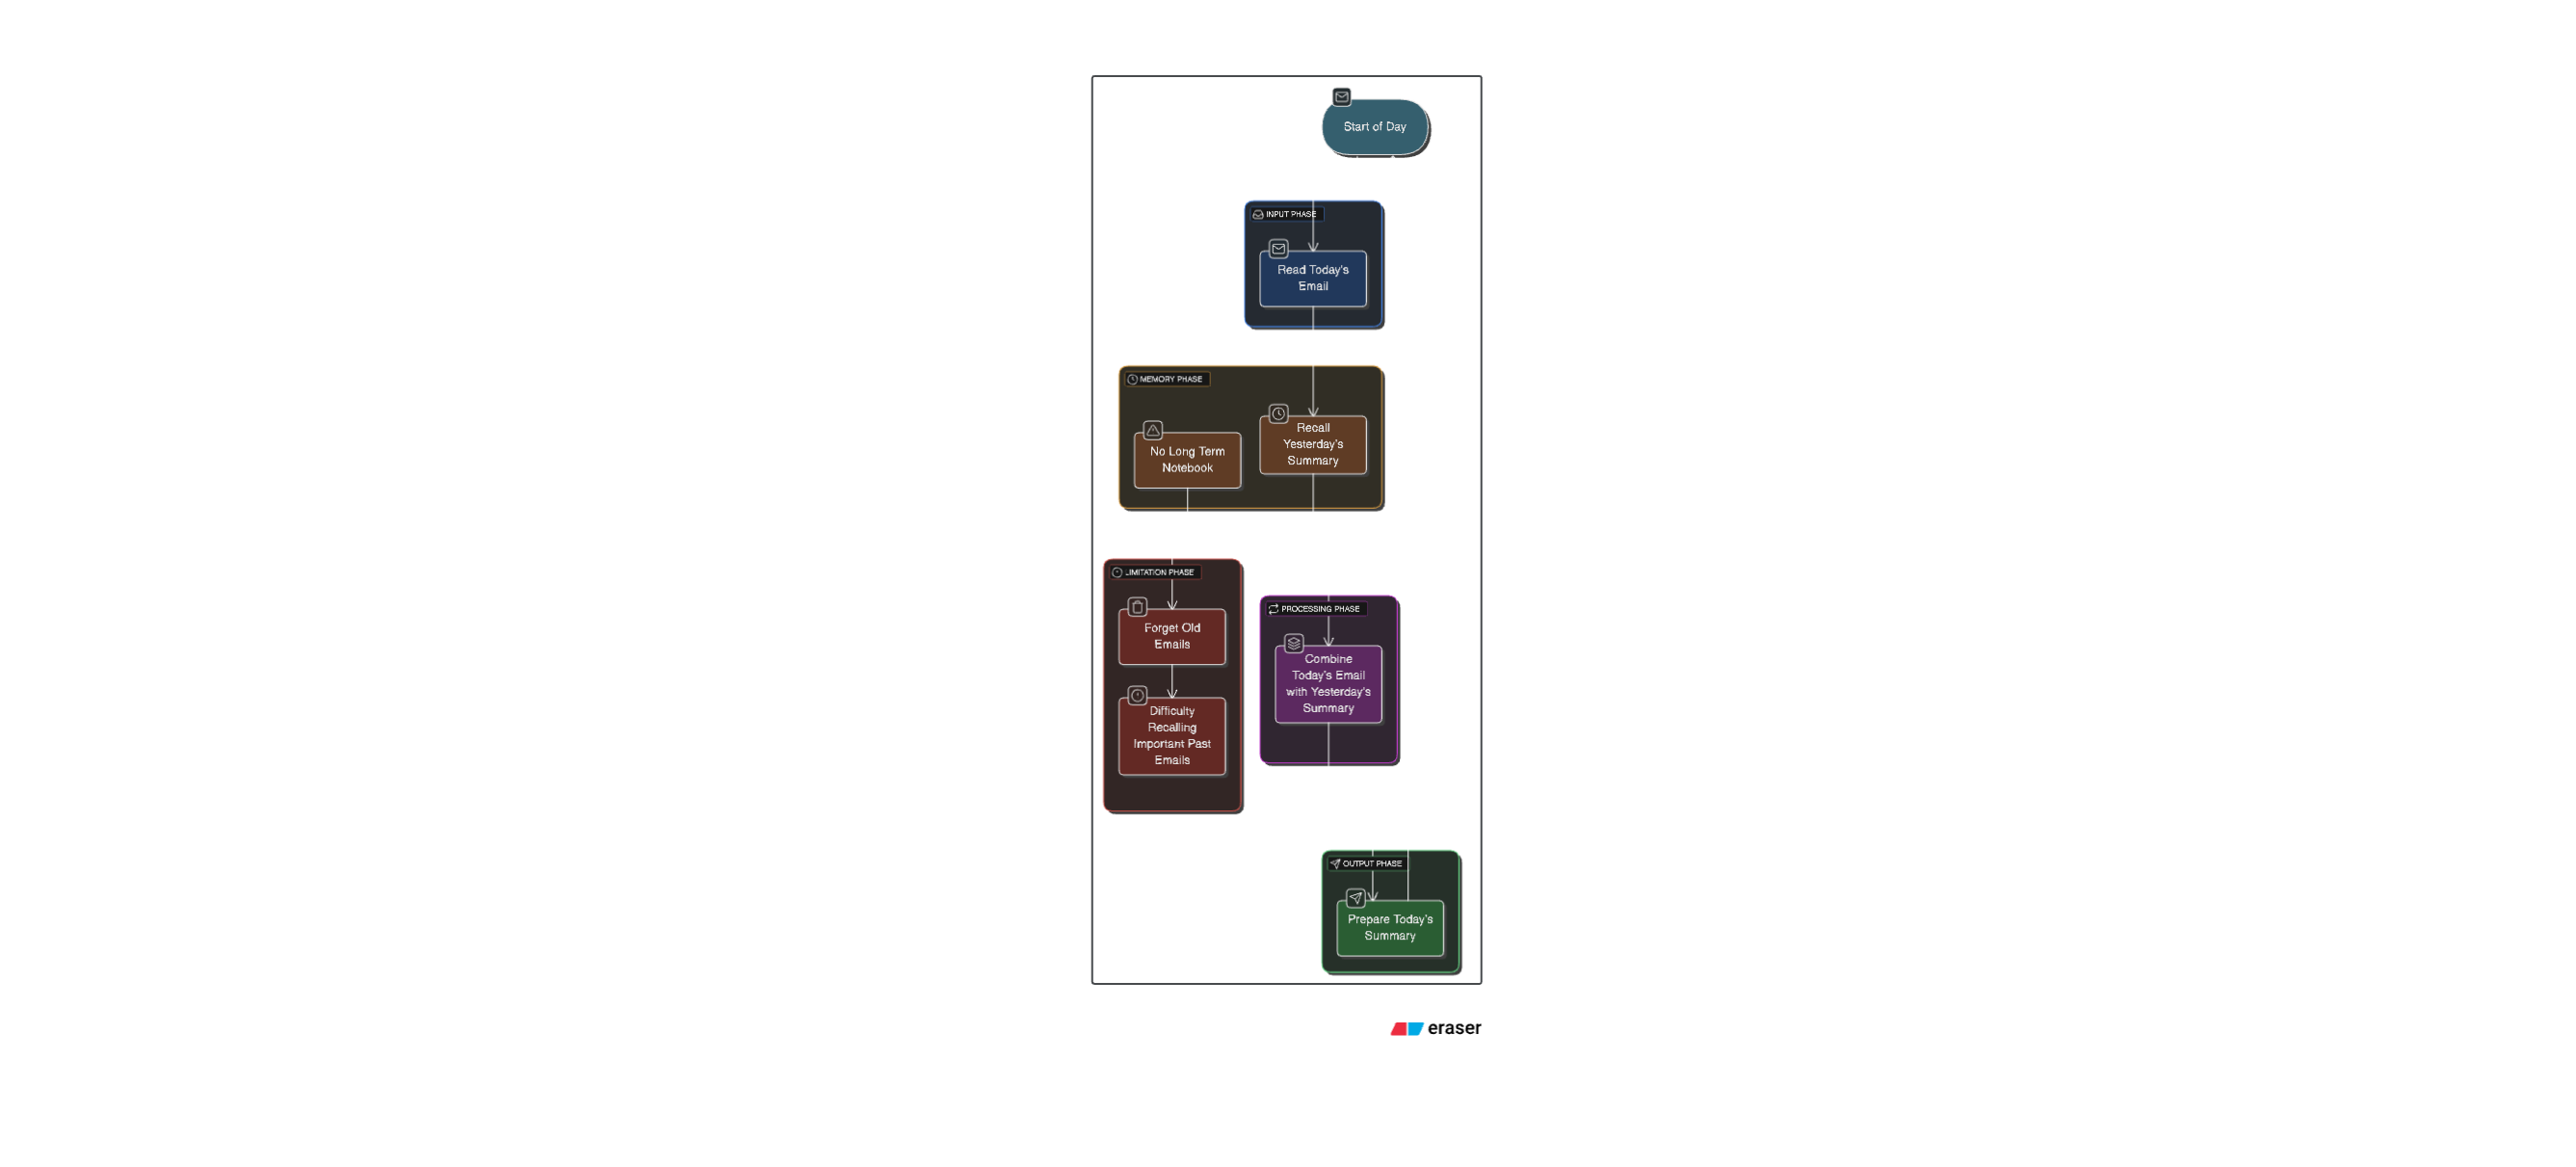 Start of Day
INPUT PHASE
Read Today's
Email
MEMORY PHASE
No Long Term
Notebook
Recall
Yesterday's
Summary
LIMITATION PHASE
Forget Old
Emails
Difficulty
Recalling
Important Past
Emails
PROCESSING PHASE
Combine
Today's Email
with Yesterday's
Summary
OUTPUT PHASE
Prepare Today's
Summary
eraser